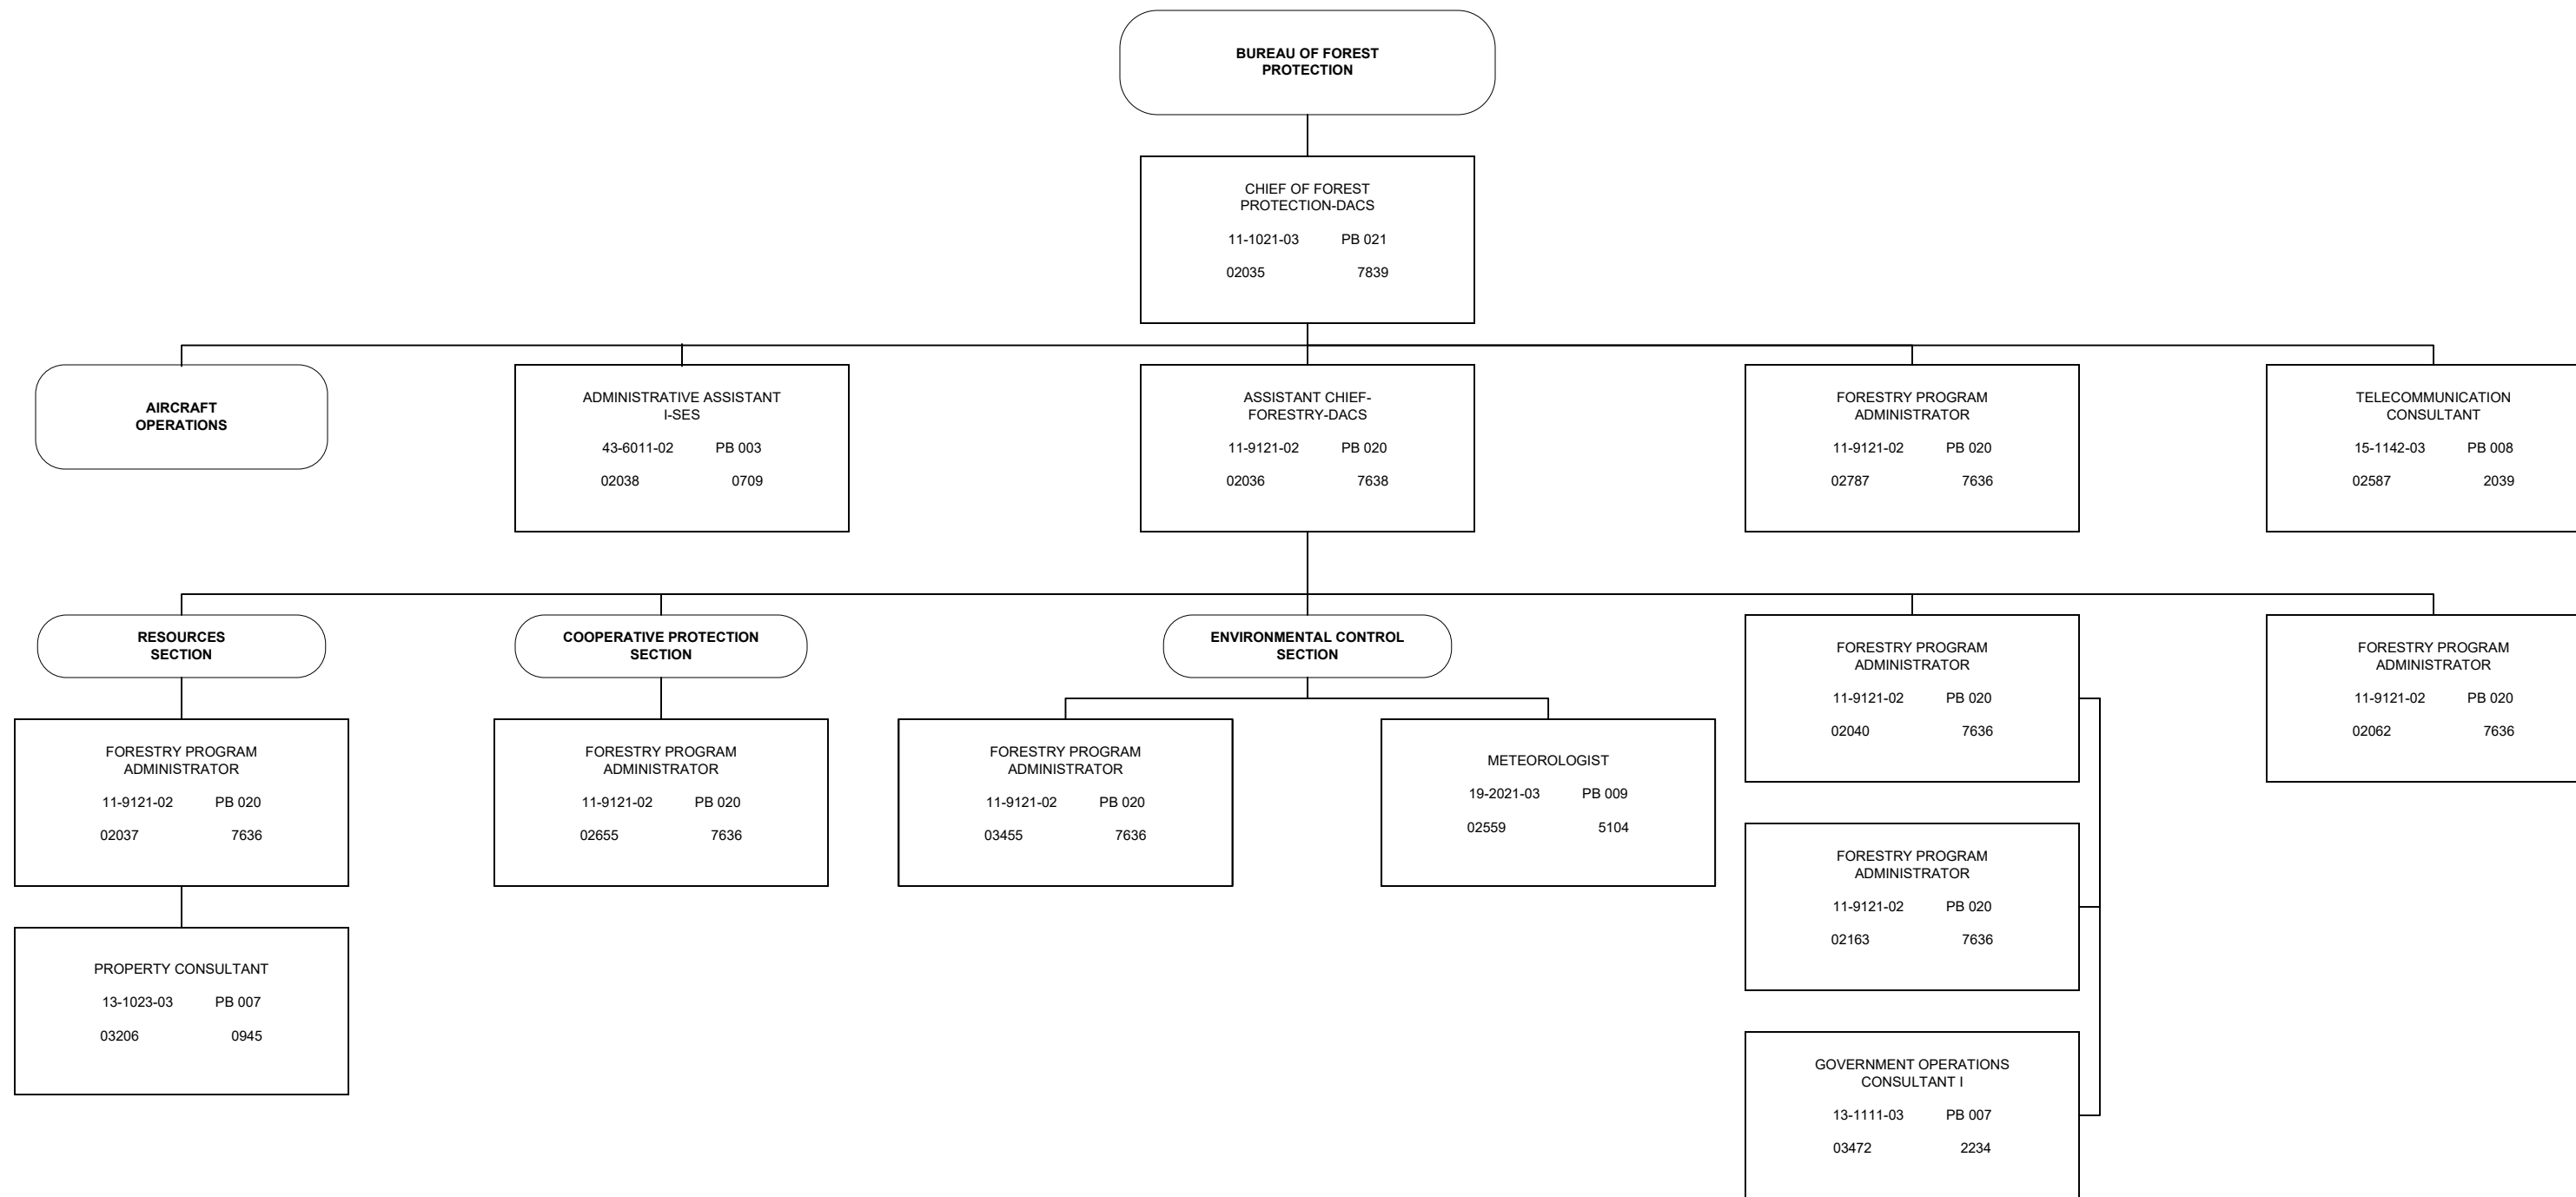 BUREAU OF FOREST
PROTECTION
CHIEF OF FOREST
PROTECTION-DACS
11-1021-03 PB 021
02035 7839
AIRCRAFT
OPERATIONS
ADMINISTRATIVE ASSISTANT
I-SES
43-6011-02 PB 003
02038 0709
ASSISTANT CHIEF-
FORESTRY-DACS
11-9121-02 PB 020
02036 7638
FORESTRY PROGRAM
ADMINISTRATOR
11-9121-02 PB 020
02787 7636
TELECOMMUNICATION
CONSULTANT
15-1142-03 PB 008
02587 2039
RESOURCES
SECTION
COOPERATIVE PROTECTION
SECTION
ENVIRONMENTAL CONTROL
SECTION
FORESTRY PROGRAM
ADMINISTRATOR
11-9121-02 PB 020
02040 7636
FORESTRY PROGRAM
ADMINISTRATOR
11-9121-02 PB 020
02062 7636
FORESTRY PROGRAM
ADMINISTRATOR
11-9121-02 PB 020
02037 7636
FORESTRY PROGRAM
ADMINISTRATOR
11-9121-02 PB 020
02655 7636
FORESTRY PROGRAM
ADMINISTRATOR
11-9121-02 PB 020
03455 7636
METEOROLOGIST
19-2021-03 PB 009
02559 5104
FORESTRY PROGRAM
ADMINISTRATOR
11-9121-02 PB 020
02163 7636
PROPERTY CONSULTANT
13-1023-03 PB 007
03206 0945
GOVERNMENT OPERATIONS
CONSULTANT I
13-1111-03 PB 007
03472 2234